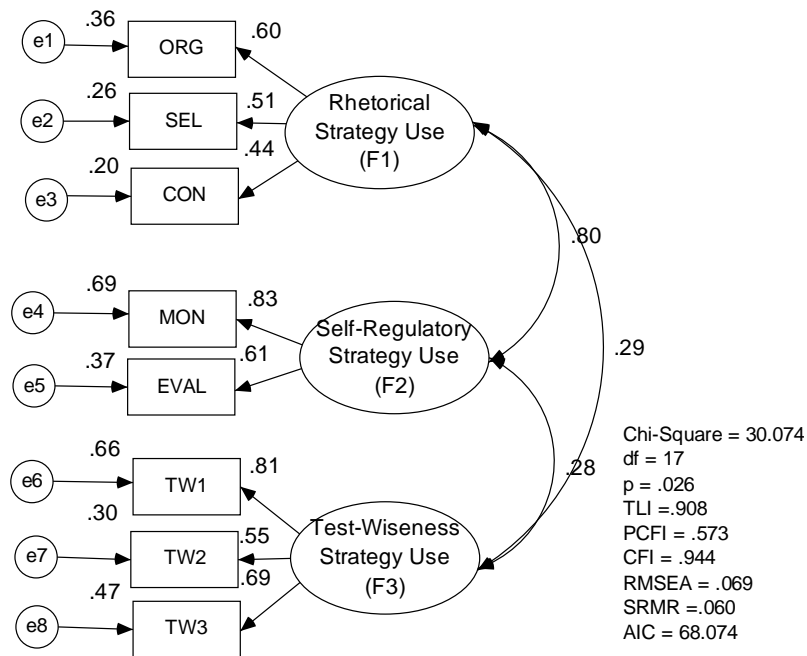 .36
e1
ORG
.60
.26
e2
SEL
.51
.20
e3
CON
.44
Rhetorical
Strategy Use
(F1)
.80
.69
e4
MON
.83
.37
e5
EVAL
.61
Self-Regulatory
Strategy Use
(F2)
.29
.28
.66
e6
TW1
.81
.30
e7
TW2
.55
.47
e8
TW3
.69
Test-Wiseness
Strategy Use
(F3)
Chi-Square = 30.074
df = 17
p = .026
TLI =.908
PCFI = .573
CFI = .944
RMSEA = .069
SRMR =.060
AIC = 68.074